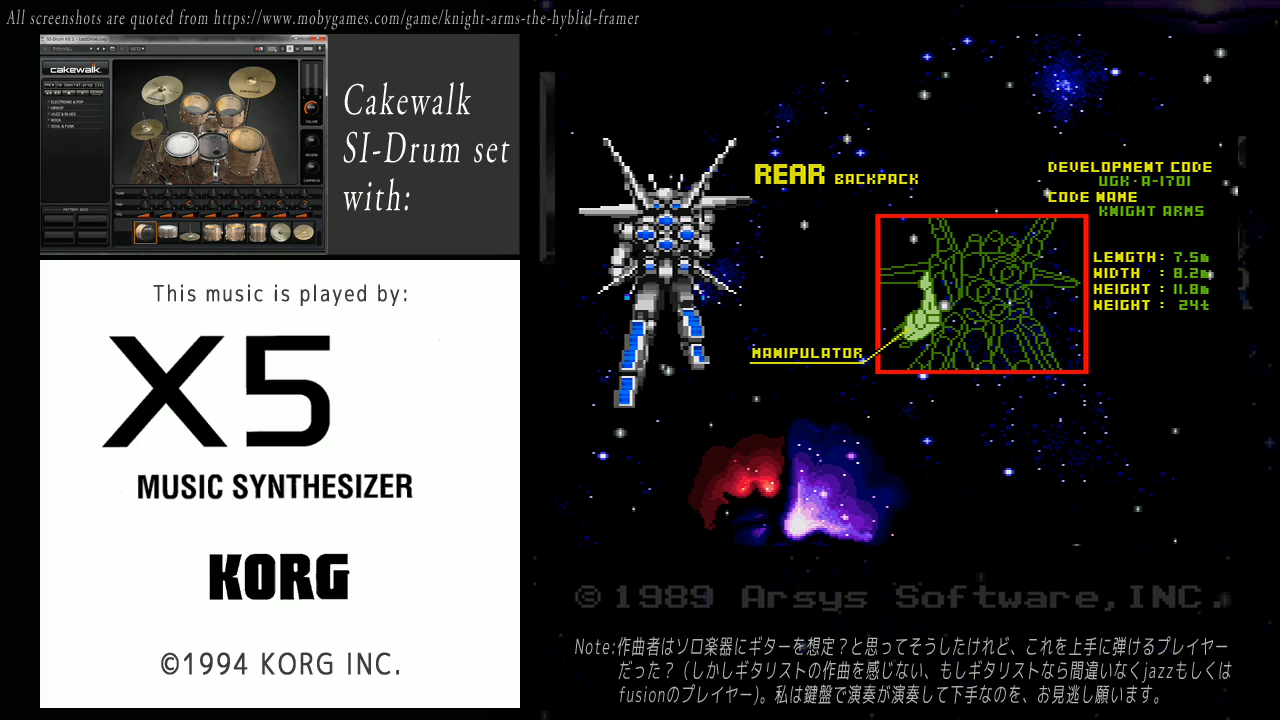 All screenshots are quoted from https://www.mobygames.com/game/knight-arms-the-hyblid-framer
cakewalk
Cakewalk
SI-Drum set
with:
This music is played by:
X5
MUSIC SYNTHESIZER
KORG
©1994 KORG INC.
REAR BACKPACK
DEVELOPMENT CODE
UGK·A-1701
CODE NAME
KNIGHT ARMS
LENGTH: 7.5m
WIDTH : 8.2m
HEIGHT : 11.8m
WEIGHT : 24t
MANIPULATOR
© 1989 Arsys Software,INC.
Note:作曲者はソロ楽器にギターを想定？と思ってそうしたけれど、これを上手に弾けるプレイヤー
だった？（しかしギタリストの作曲を感じない、もしギタリストなら間違いなくjazzもしくは
fusionのプレイヤー)。私は鍵盤で演奏が演奏して下手なのを、お見逃し願います。